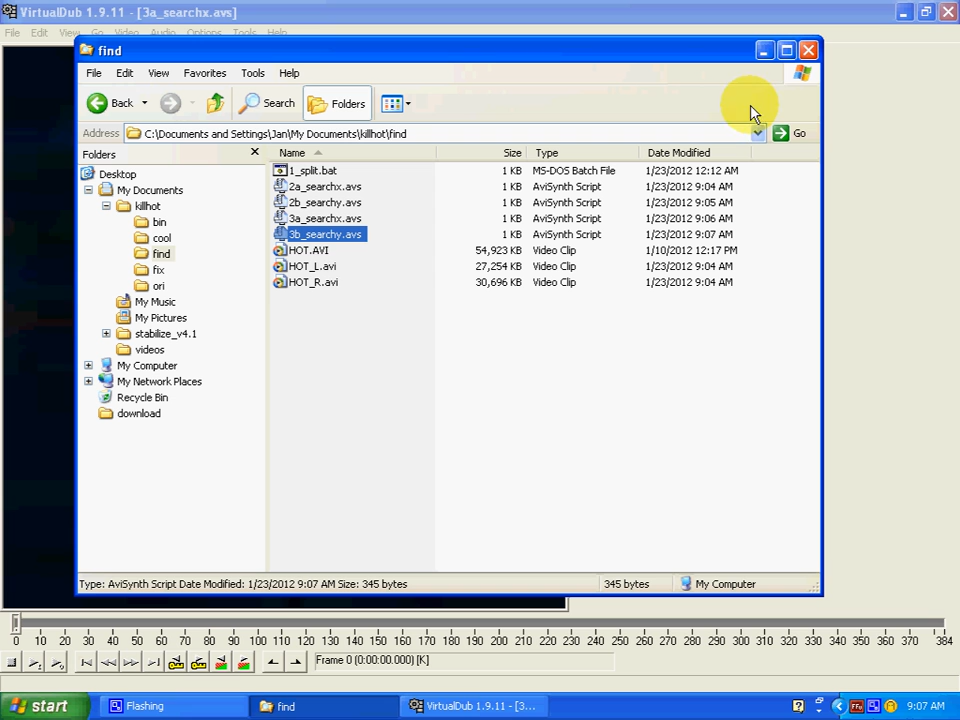 VirtualDub 1.9.11 - [3a_searchx.avs]
File Edit View Go Video Audio Options Tools Help
find
File Edit View Favorites Tools Help
Back Search Folders
Address C:\Documents and Settings\Jan\My Documents\killhot\find Go
Folders Name Size Type Date Modified
Desktop
My Documents
killhot
bin
cool
find
fix
ori
My Music
My Pictures
stabilize_v4.1
videos
My Computer
My Network Places
Recycle Bin
download
1_split.bat 1 KB MS-DOS Batch File 1/23/2012 12:12 AM
2a_searchx.avs 1 KB AviSynth Script 1/23/2012 9:04 AM
2b_searchy.avs 1 KB AviSynth Script 1/23/2012 9:05 AM
3a_searchx.avs 1 KB AviSynth Script 1/23/2012 9:06 AM
3b_searchy.avs 1 KB AviSynth Script 1/23/2012 9:07 AM
HOT.AVI 54,923 KB Video Clip 1/10/2012 12:17 PM
HOT_L.avi 27,254 KB Video Clip 1/23/2012 9:04 AM
HOT_R.avi 30,696 KB Video Clip 1/23/2012 9:04 AM
Type: AviSynth Script Date Modified: 1/23/2012 9:07 AM Size: 345 bytes 345 bytes My Computer
0 10 20 30 40 50 60 70 80 90 100 110 120 130 140 150 160 170 180 190 200 210 220 230 240 250 260 270 280 290 300 310 320 330 340 350 360 370 384
Frame 0 (0:00:00.000) [K]
start Flashing find VirtualDub 1.9.11 - [3... 9:07 AM